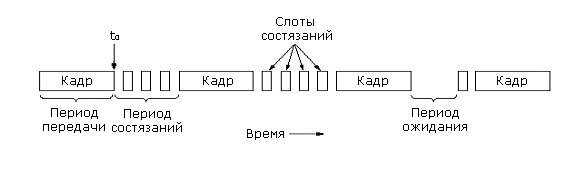 Слоты
состязаний
t₀
Кадр
Кадр
Кадр
Кадр
Период
передачи
Период
состязаний
Период
ожидания
Время